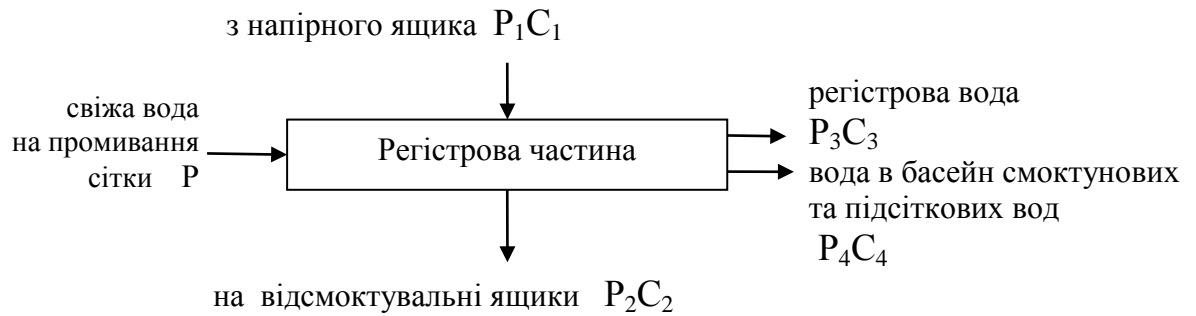 з напірного ящика P₁C₁
свіжа вода
на промивання
сітки P
Регістрова частина
регістрова вода
P₃C₃
вода в басейн смоктунових
та підсіткових вод
P₄C₄
на відсмоктувальні ящики P₂C₂